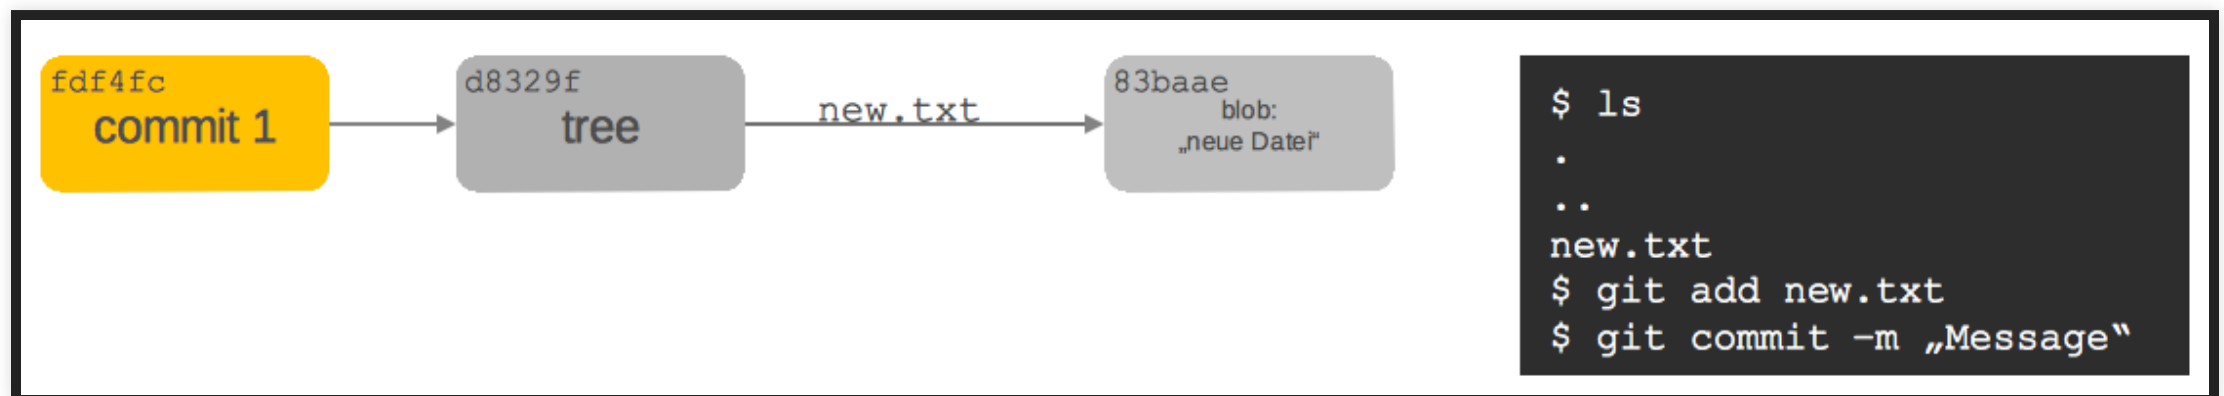 fdf4fc
commit 1
d8329f
tree
new.txt
83baae
blob:
„neue Datei“
$ ls
.
..
new.txt
$ git add new.txt
$ git commit –m „Message‟